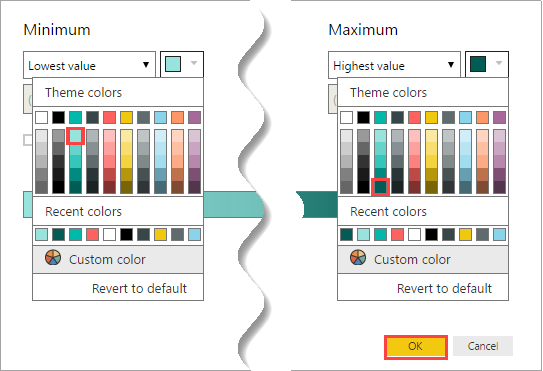 Minimum
Lowest value
Theme colors
Recent colors
Custom color
Revert to default
Maximum
Highest value
Theme colors
Recent colors
Custom color
Revert to default
OK
Cancel